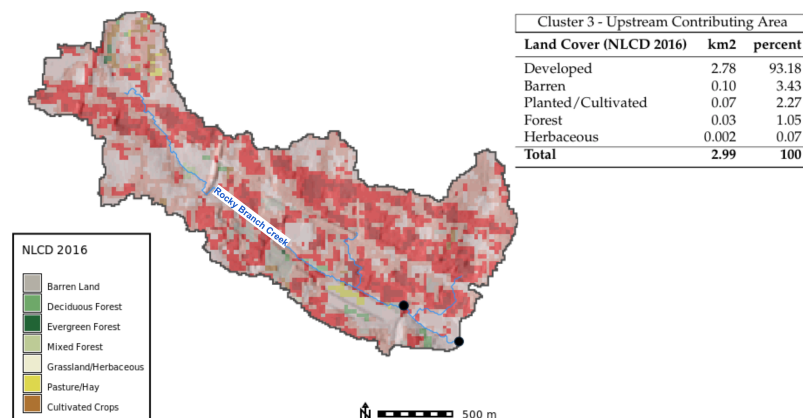 Cluster 3 - Upstream Contributing Area
Land Cover (NLCD 2016) km2 percent
Developed 2.78 93.18
Barren 0.10 3.43
Planted/Cultivated 0.07 2.27
Forest 0.03 1.05
Herbaceous 0.002 0.07
Total 2.99 100
Rocky Branch Creek
NLCD 2016
Barren Land
Deciduous Forest
Evergreen Forest
Mixed Forest
Grassland/Herbaceous
Pasture/Hay
Cultivated Crops
N 500 m